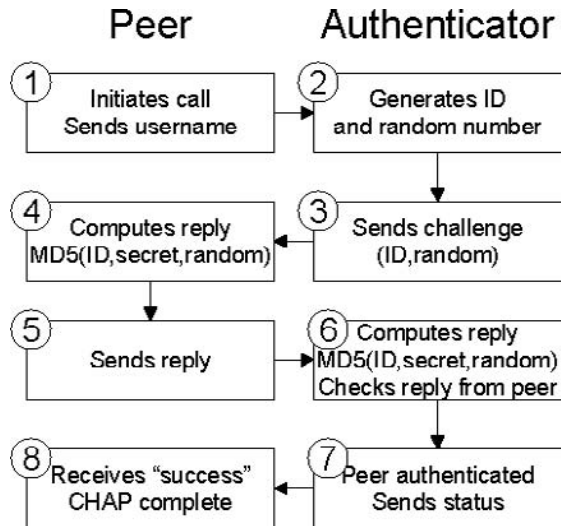 Peer
Authenticator
1
Initiates call
Sends username
2
Generates ID
and random number
3
Sends challenge
(ID,random)
4
Computes reply
MD5(ID,secret,random)
5
Sends reply
6
Computes reply
MD5(ID,secret,random)
Checks reply from peer
7
Peer authenticated
Sends status
8
Receives “success”
CHAP complete